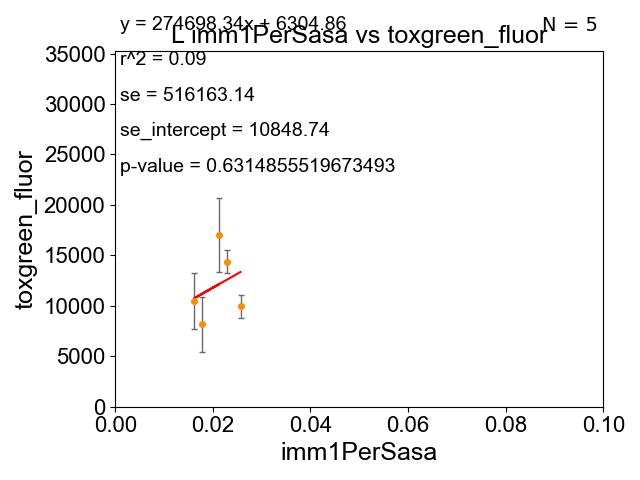 y = 274698.34x + 6304.86
N = 5
L imm1PerSasa vs toxgreen_fluor
r^2 = 0.09
se = 516163.14
se_intercept = 10848.74
p-value = 0.6314855519673493
35000
30000
25000
20000
15000
10000
5000
0
toxgreen_fluor
0.00 0.02 0.04 0.06 0.08 0.10
imm1PerSasa